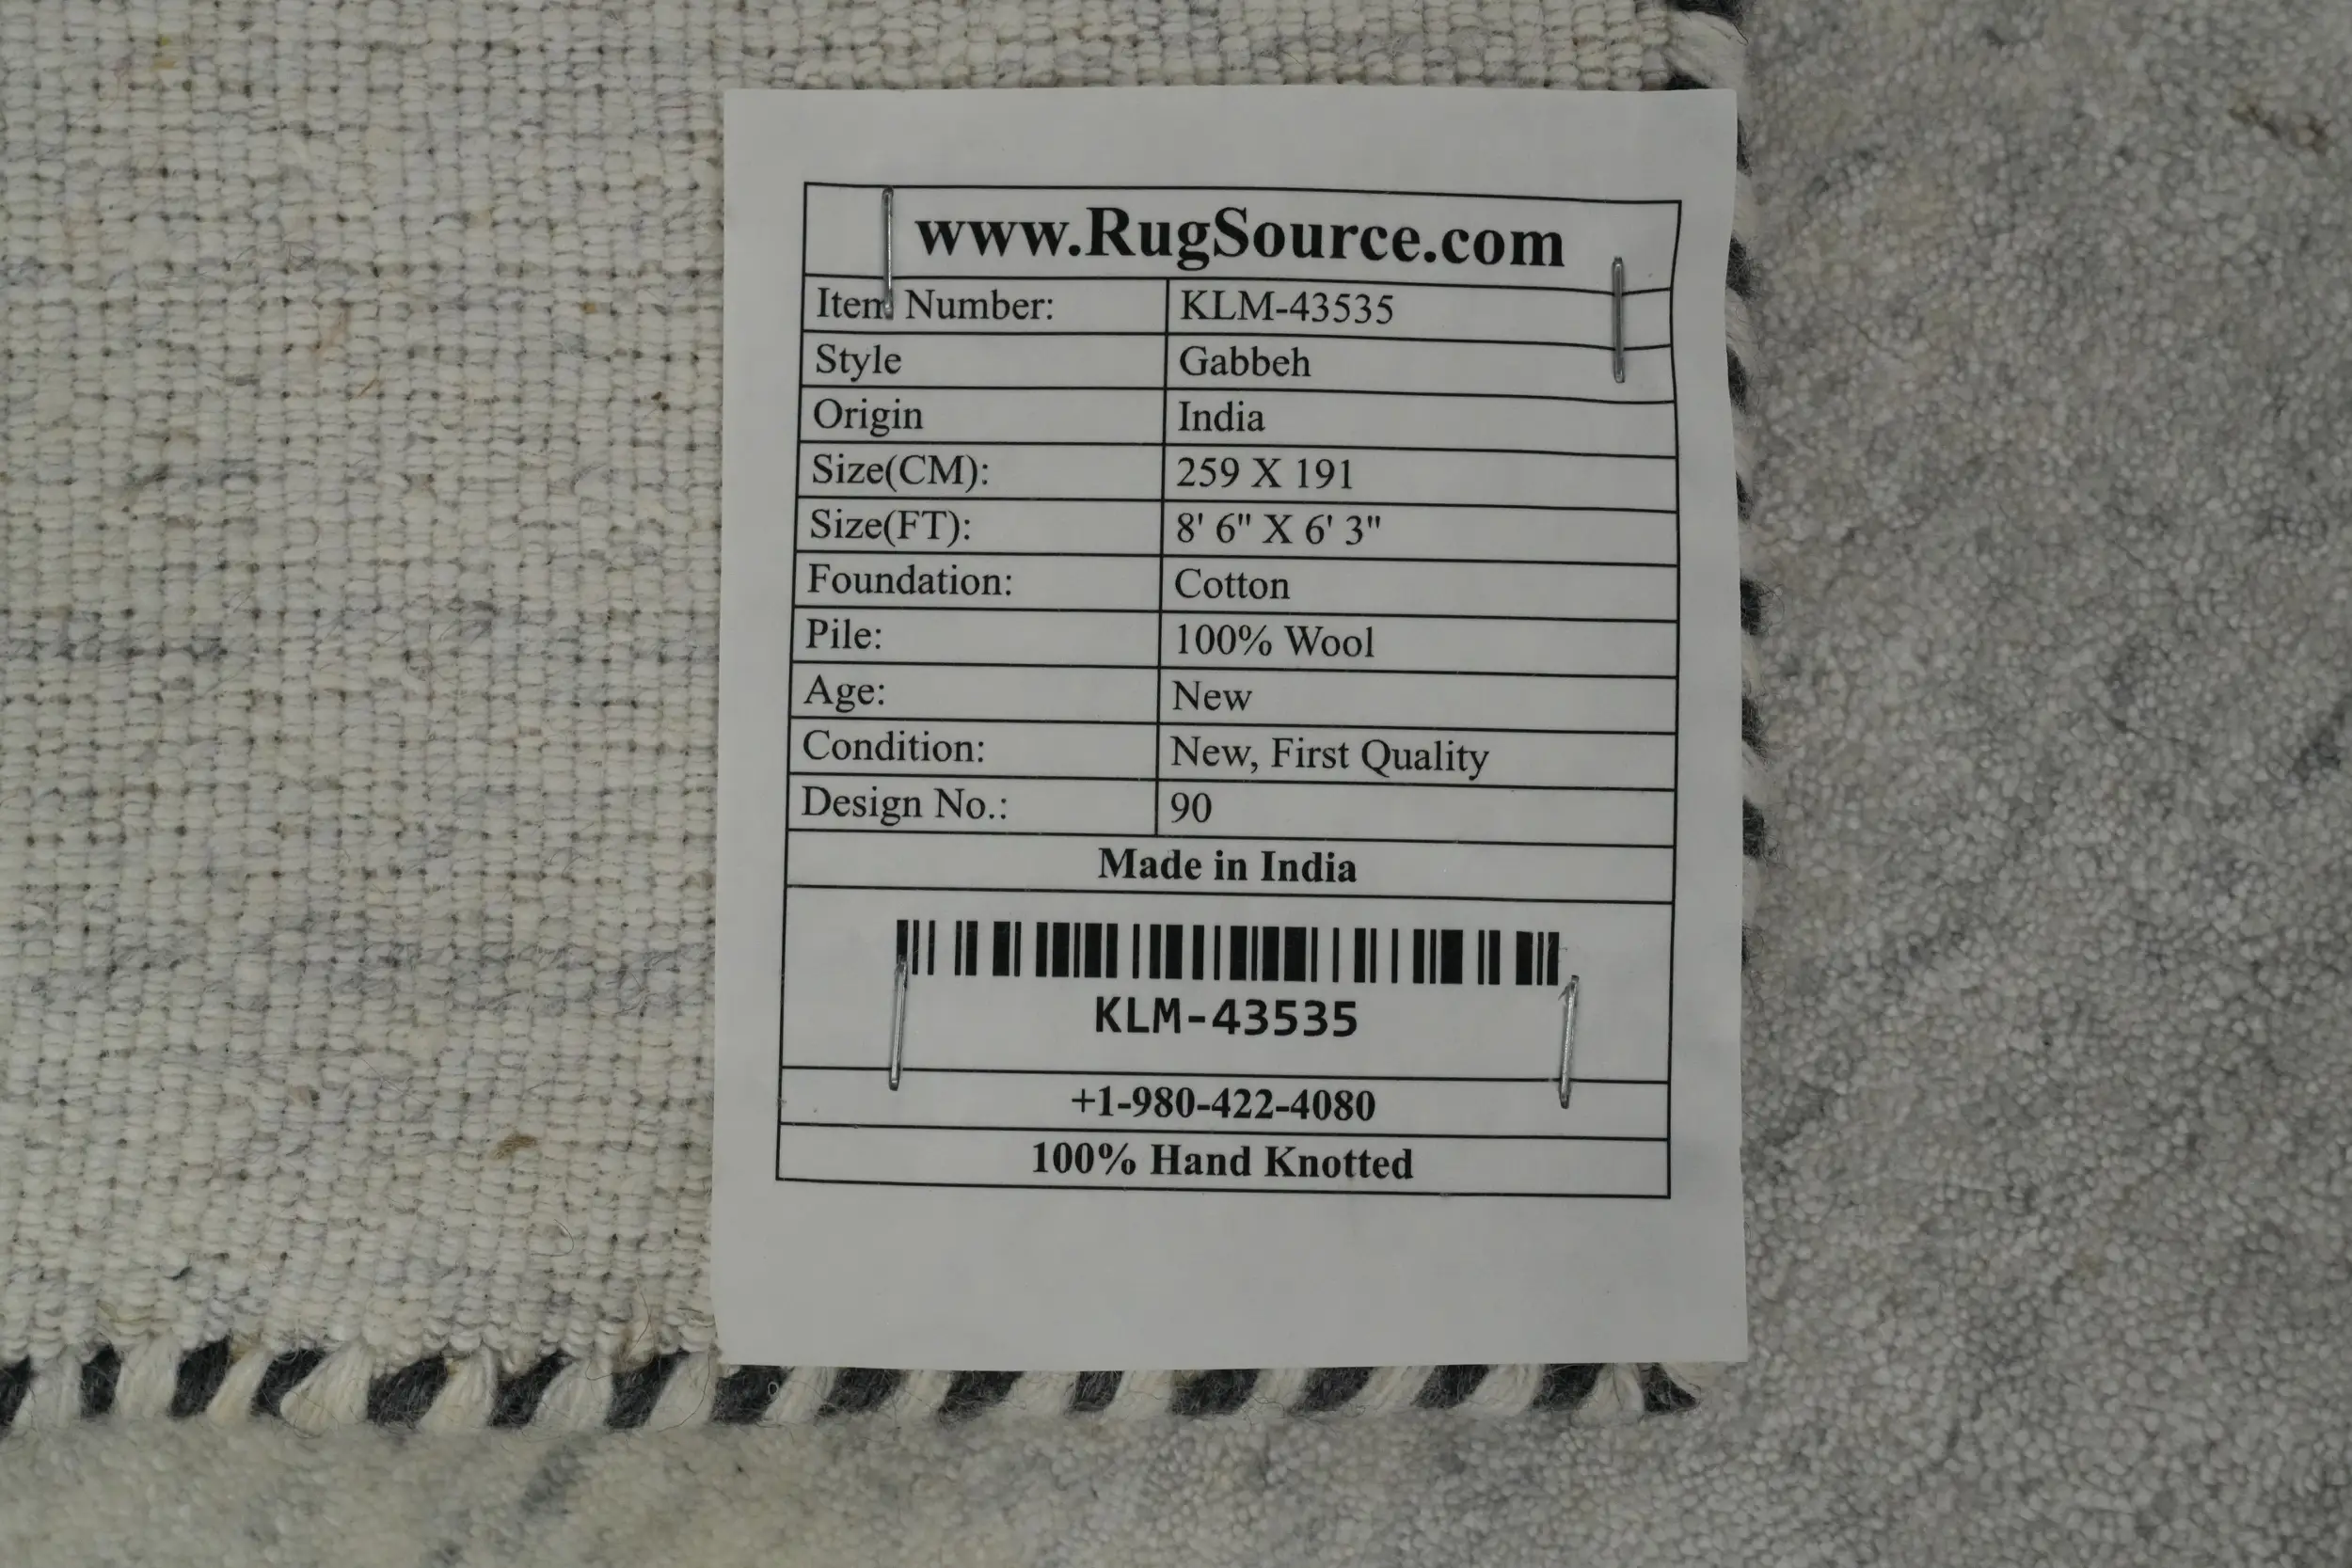 www.RugSource.com
Item Number: KLM-43535
Style Gabbeh
Origin India
Size(CM): 259 X 191
Size(FT): 8' 6" X 6' 3"
Foundation: Cotton
Pile: 100% Wool
Age: New
Condition: New, First Quality
Design No.: 90
Made in India
KLM-43535
+1-980-422-4080
100% Hand Knotted